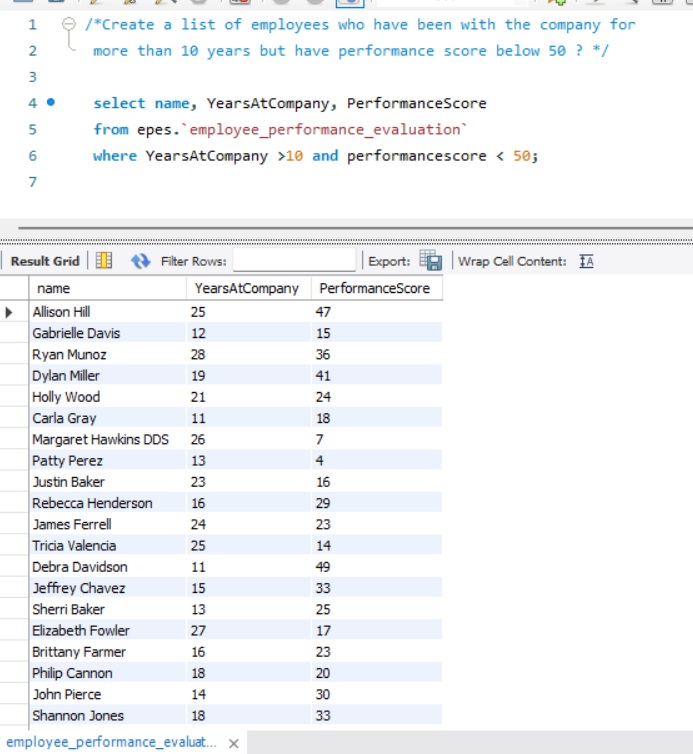 1 /*Create a list of employees who have been with the company for
2 more than 10 years but have performance score below 50 ? */
3
4 select name, YearsAtCompany, PerformanceScore
5 from epes.`employee_performance_evaluation`
6 where YearsAtCompany >10 and performancescore < 50;
7
Result Grid Filter Rows: Export: Wrap Cell Content: IA
name YearsAtCompany PerformanceScore
Allison Hill 25 47
Gabrielle Davis 12 15
Ryan Munoz 28 36
Dylan Miller 19 41
Holly Wood 21 24
Carla Gray 11 18
Margaret Hawkins DDS 26 7
Patty Perez 13 4
Justin Baker 23 16
Rebecca Henderson 16 29
James Ferrell 24 23
Tricia Valencia 25 14
Debra Davidson 11 49
Jeffrey Chavez 15 33
Sherri Baker 13 25
Elizabeth Fowler 27 17
Brittany Farmer 16 23
Philip Cannon 18 20
John Pierce 14 30
Shannon Jones 18 33
employee_performance_evaluat... ×